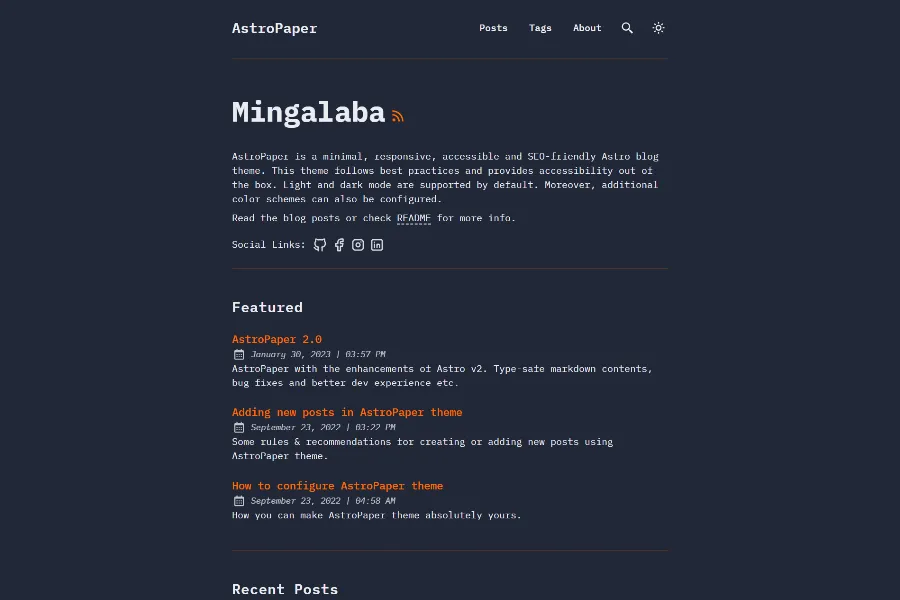 AstroPaper
Posts Tags About
Mingalaba
AstroPaper is a minimal, responsive, accessible and SEO-friendly Astro blog
theme. This theme follows best practices and provides accessibility out of
the box. Light and dark mode are supported by default. Moreover, additional
color schemes can also be configured.
Read the blog posts or check README for more info.
Social Links:
Featured
AstroPaper 2.0
January 30, 2023 | 03:57 PM
AstroPaper with the enhancements of Astro v2. Type-safe markdown contents,
bug fixes and better dev experience etc.
Adding new posts in AstroPaper theme
September 23, 2022 | 03:22 PM
Some rules & recommendations for creating or adding new posts using
AstroPaper theme.
How to configure AstroPaper theme
September 23, 2022 | 04:58 AM
How you can make AstroPaper theme absolutely yours.
Recent Posts